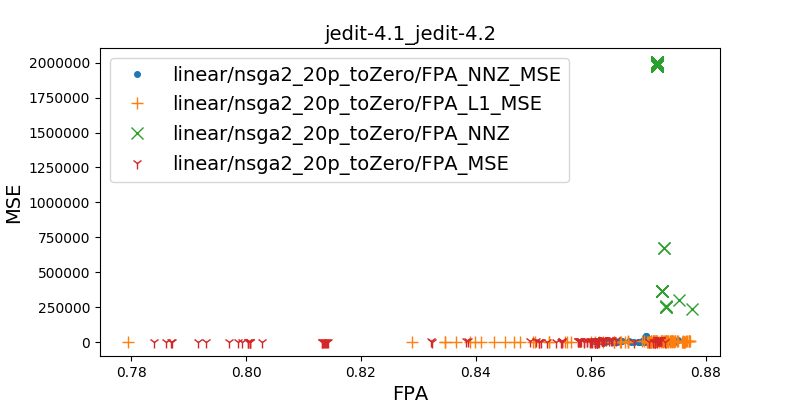 jedit-4.1_jedit-4.2
linear/nsga2_20p_toZero/FPA_NNZ_MSE
linear/nsga2_20p_toZero/FPA_L1_MSE
linear/nsga2_20p_toZero/FPA_NNZ
linear/nsga2_20p_toZero/FPA_MSE
MSE
2000000
1750000
1500000
1250000
1000000
750000
500000
250000
0
0.78 0.80 0.82 0.84 0.86 0.88
FPA